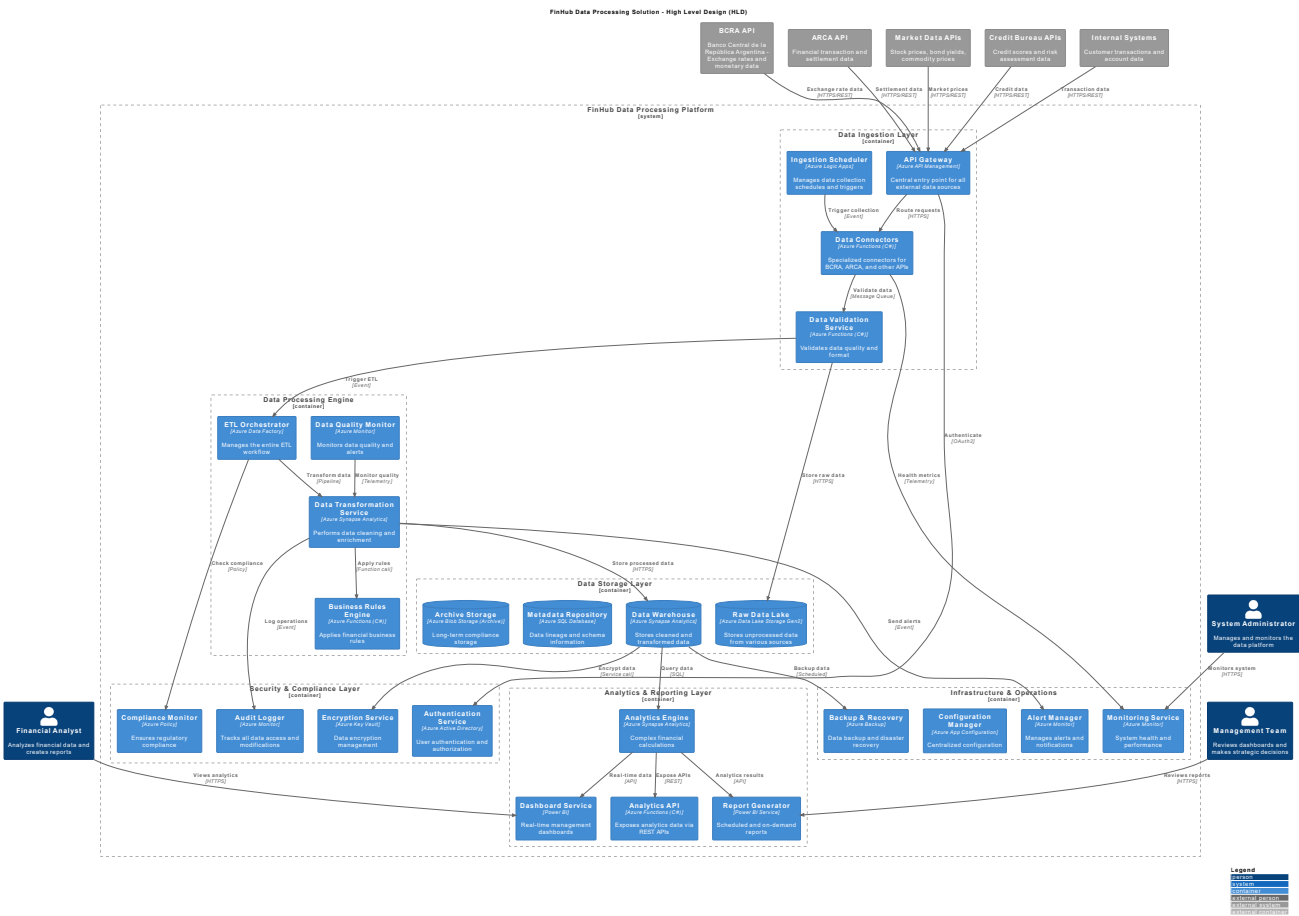 FinHub Data Processing Solution - High Level Design (HLD)
BCRA API
Banco Central de la
República Argentina -
Exchange rates and
monetary data
ARCA API
Financial transaction and
settlement data
Market Data APIs
Stock prices, bond yields,
commodity prices
Credit Bureau APIs
Credit scores and risk
assessment data
Internal Systems
Customer transactions and
account data
Exchange rate data
[HTTPS/REST]
Settlement data
[HTTPS/REST]
Market prices
[HTTPS/REST]
Credit data
[HTTPS/REST]
Transaction data
[HTTPS/REST]
FinHub Data Processing Platform
[system]
Data Ingestion Layer
[container]
Ingestion Scheduler
[Azure Logic Apps]
Manages data collection
schedules and triggers
API Gateway
[Azure API Management]
Central entry point for all
external data sources
Trigger collection
[Event]
Route requests
[HTTPS]
Data Connectors
[Azure Functions (C#)]
Specialized connectors for
BCRA, ARCA, and other APIs
Validate data
[Message Queue]
Data Validation
Service
[Azure Functions (C#)]
Validates data quality and
format
Trigger ETL
[Event]
Data Processing Engine
[container]
ETL Orchestrator
[Azure Data Factory]
Manages the entire ETL
workflow
Data Quality Monitor
[Azure Monitor]
Monitors data quality and
alerts
Authenticate
[OAuth2]
Transform data
[Pipeline]
Monitor quality
[Telemetry]
Store raw data
[HTTPS]
Health metrics
[Telemetry]
Data Transformation
Service
[Azure Synapse Analytics]
Performs data cleaning and
enrichment
Check compliance
[Policy]
Apply rules
[Function call]
Store processed data
[HTTPS]
Data Storage Layer
[container]
Business Rules
Engine
[Azure Functions (C#)]
Applies financial business
rules
Archive Storage
[Azure Blob Storage (Archive)]
Long-term compliance
storage
Metadata Repository
[Azure SQL Database]
Data lineage and schema
information
Data Warehouse
[Azure Synapse Analytics]
Stores cleaned and
transformed data
Raw Data Lake
[Azure Data Lake Storage Gen2]
Stores unprocessed data
from various sources
Log operations
[Event]
Send alerts
[Event]
System Administrator
Manages and monitors the
data platform
Encrypt data
[Service call]
Query data
[SQL]
Backup data
[Scheduled]
Monitors system
[HTTPS]
Security & Compliance Layer
[container]
Analytics & Reporting Layer
[container]
Infrastructure & Operations
[container]
Financial Analyst
Analyzes financial data and
creates reports
Compliance Monitor
[Azure Policy]
Ensures regulatory
compliance
Audit Logger
[Azure Monitor]
Tracks all data access and
modifications
Encryption Service
[Azure Key Vault]
Data encryption
management
Authentication
Service
[Azure Active Directory]
User authentication and
authorization
Analytics Engine
[Azure Synapse Analytics]
Complex financial
calculations
Backup & Recovery
[Azure Backup]
Data backup and disaster
recovery
Configuration
Manager
[Azure App Configuration]
Centralized configuration
Alert Manager
[Azure Monitor]
Manages alerts and
notifications
Monitoring Service
[Azure Monitor]
System health and
performance
Management Team
Reviews dashboards and
makes strategic decisions
Views analytics
[HTTPS]
Real-time data
[API]
Expose APIs
[REST]
Analytics results
[API]
Reviews reports
[HTTPS]
Dashboard Service
[Power BI]
Real-time management
dashboards
Analytics API
[Azure Functions (C#)]
Exposes analytics data via
REST APIs
Report Generator
[Power BI Service]
Scheduled and on-demand
reports
Legend
person
system
container
external person
external system
external container